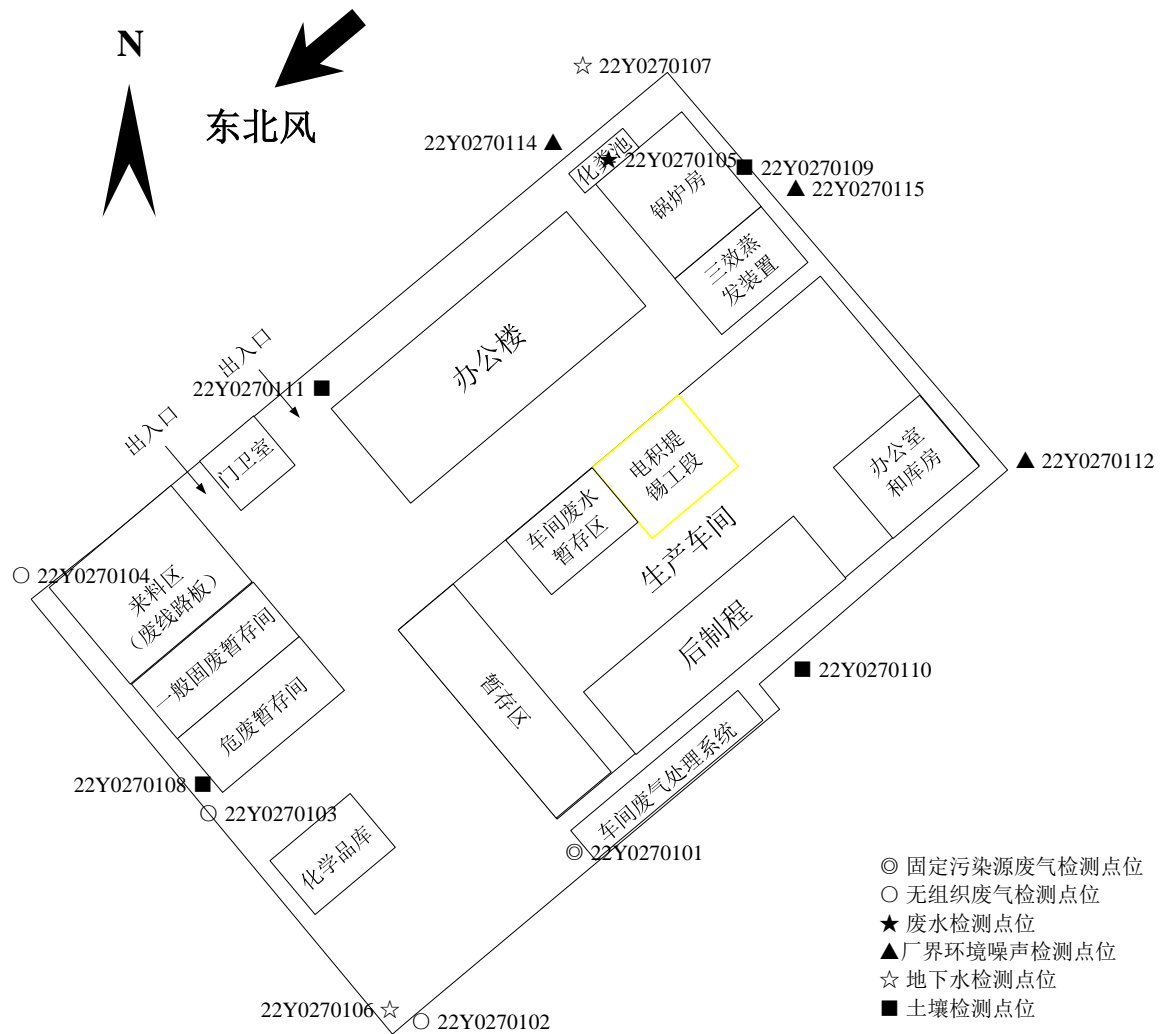 N
东北风
☆ 22Y0270107
22Y0270114 ▲
化粪池
★ 22Y0270105
■ 22Y0270109
▲ 22Y0270115
锅炉房
三效蒸
发装置
办公楼
出入口
22Y0270111 ■
出入口
门卫室
电积提
锡工段
办公室
和库房
▲ 22Y0270112
车间废水
暂存区
生产车间
○ 22Y0270104
来料区
（废线路板）
一般固废暂存间
危废暂存间
后制程
■ 22Y0270110
暂存区
车间废气处理系统
22Y0270108 ■
○ 22Y0270103
化学品库
◎ 22Y0270101
22Y0270106 ☆
○ 22Y0270102
◎ 固定污染源废气检测点位
○ 无组织废气检测点位
★ 废水检测点位
▲厂界环境噪声检测点位
☆ 地下水检测点位
■ 土壤检测点位